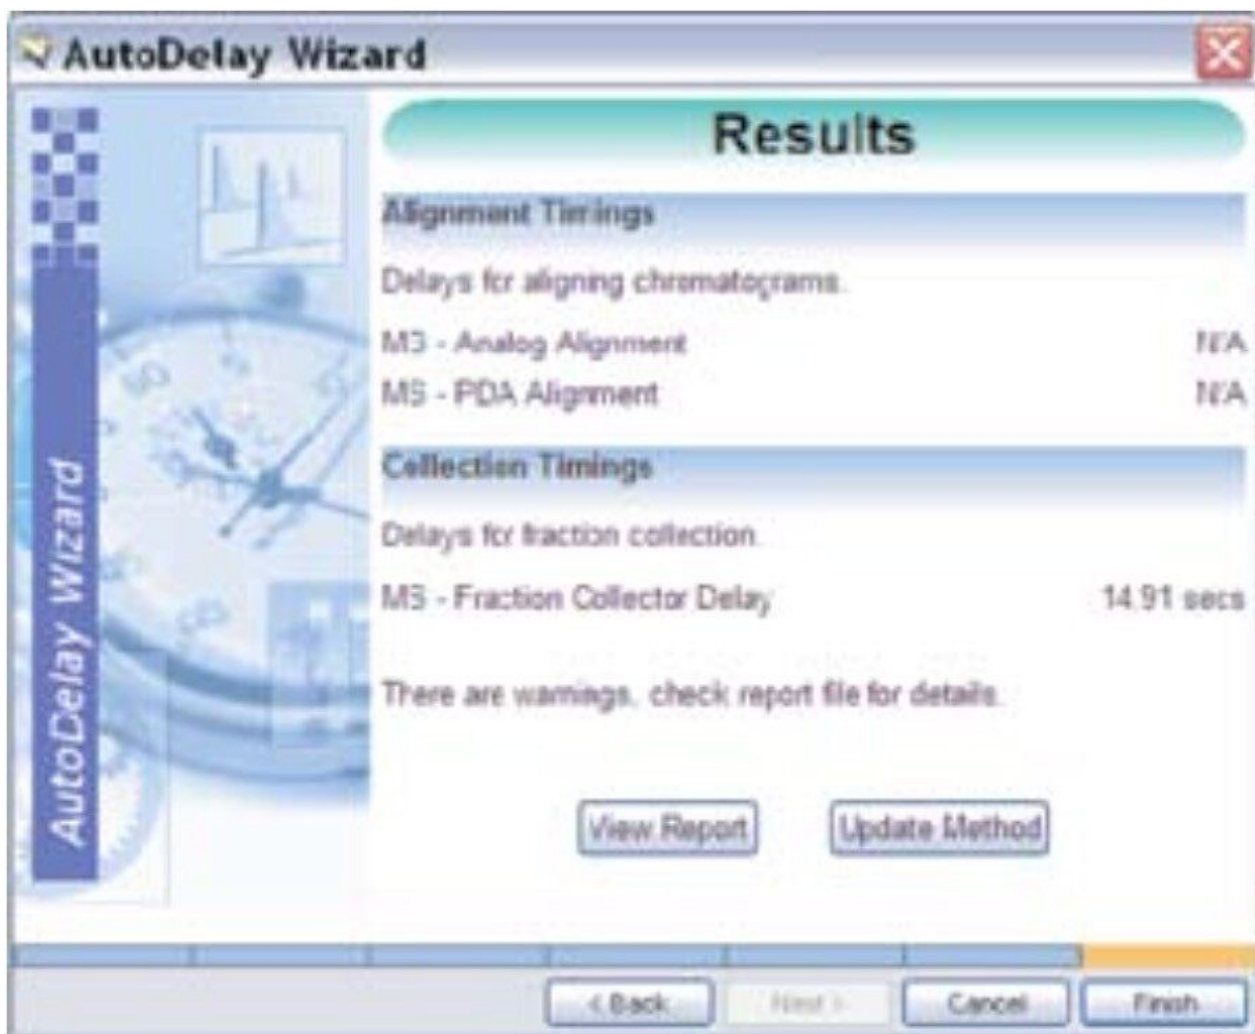 AutoDelay Wizard
Results
Alignment Timings
Delays for aligning chromatograms.
MS - Analog Alignment N/A
MS - PDA Alignment N/A
Collection Timings
Delays for fraction collection.
MS - Fraction Collector Delay 14.91 secs
There are warnings, check report file for details.
View Report Update Method
AutoDelay Wizard
< Back Next > Cancel Finish